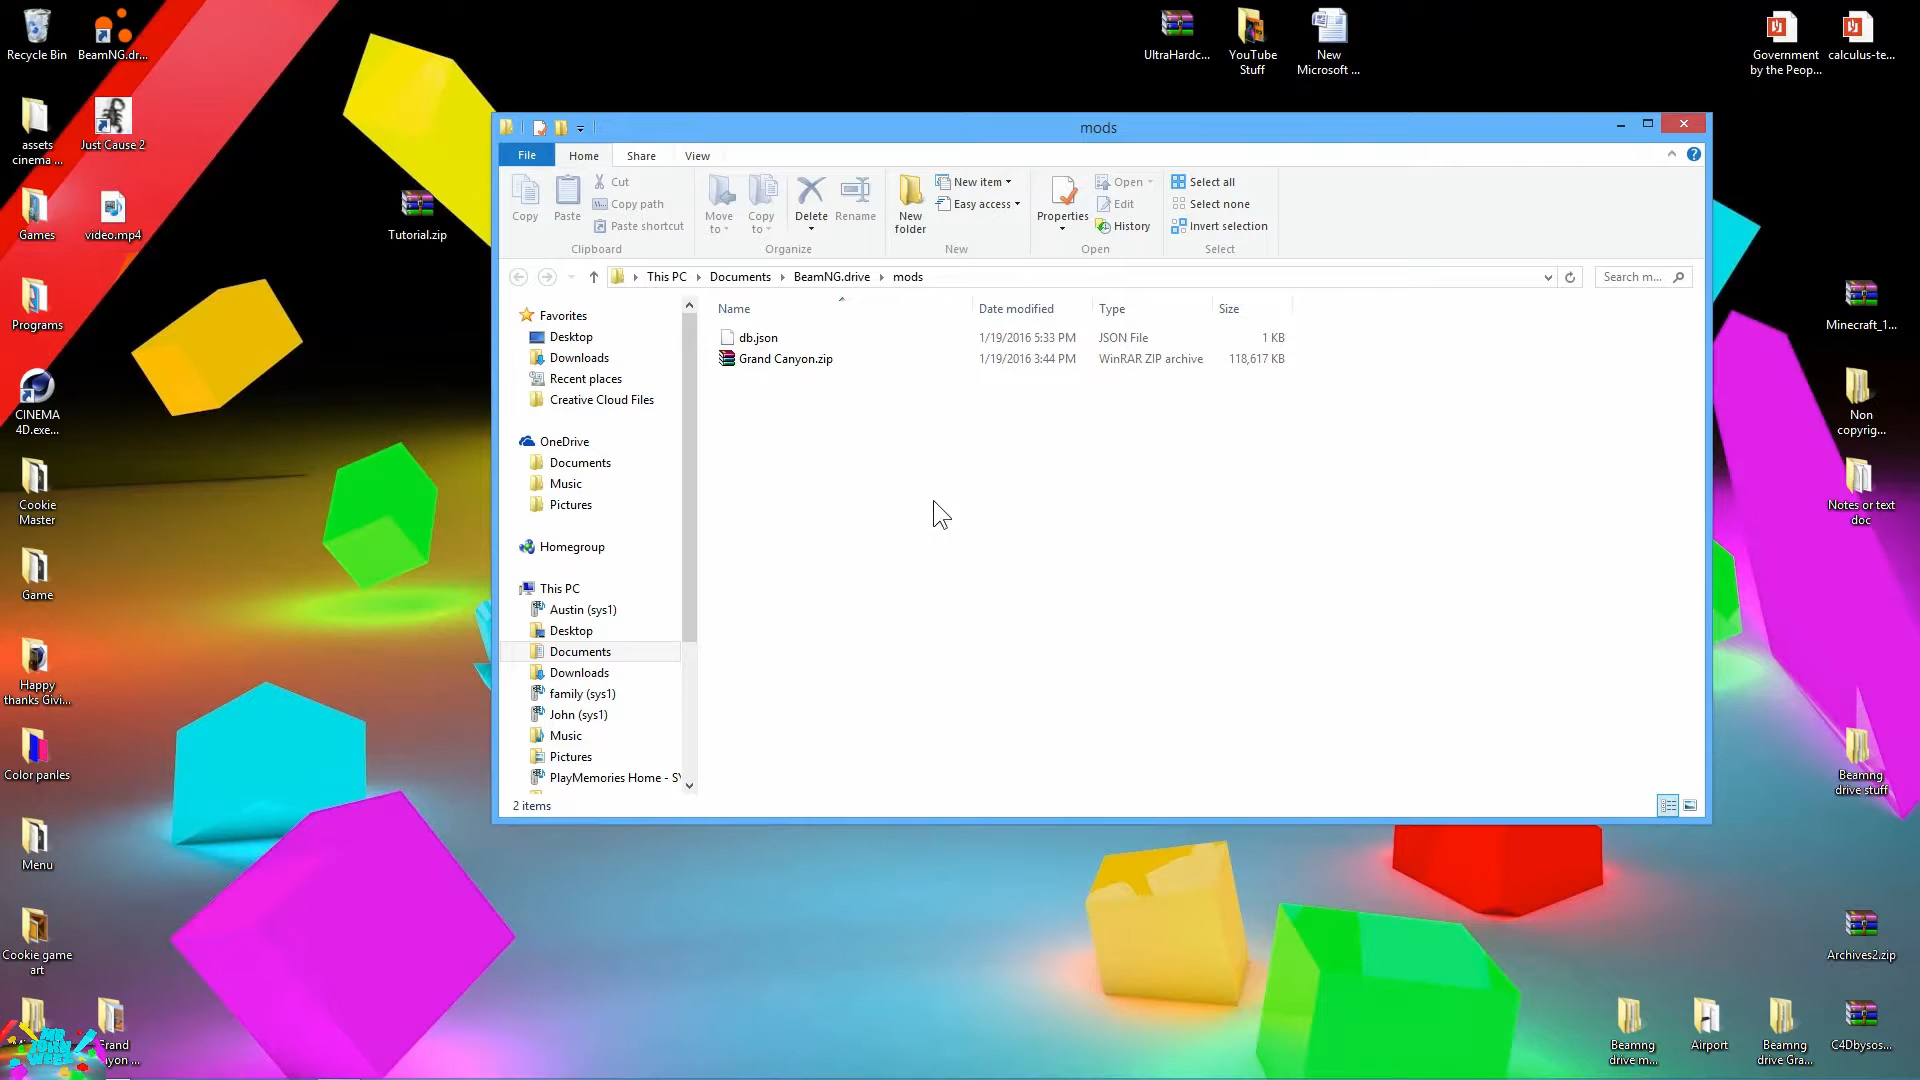 Recycle Bin
BeamNG.dr...
assets
cinema ...
Just Cause 2
Games
video.mp4
Programs
CINEMA
4D.exe...
Cookie
Master
Game
Happy
thanks Givi...
Color panles
Menu
Cookie game
art
Tutorial.zip
UltraHardc...
YouTube
Stuff
New
Microsoft ...
Government
by the Peop...
calculus-te...
mods
File
Home
Share
View
Copy
Paste
Cut
Copy path
Paste shortcut
Clipboard
Move
to
Copy
to
Delete
Rename
Organize
New
folder
New item
Easy access
New
Properties
Open
Edit
History
Open
Select all
Select none
Invert selection
Select
This PC
Documents
BeamNG.drive
mods
Search m...
Favorites
Desktop
Downloads
Recent places
Creative Cloud Files
OneDrive
Documents
Music
Pictures
Homegroup
This PC
Austin (sys1)
Desktop
Documents
Downloads
family (sys1)
John (sys1)
Music
Pictures
PlayMemories Home - SY
Name Date modified Type Size
db.json 1/19/2016 5:33 PM JSON File 1 KB
Grand Canyon.zip 1/19/2016 3:44 PM WinRAR ZIP archive 118,617 KB
2 items
Minecraft_1...
Non
copyrig...
Notes or text
doc
Beamng
drive stuff
Archives2.zip
Beamng
drive m...
Airport
Beamng
drive Gra...
C4Dbysos...